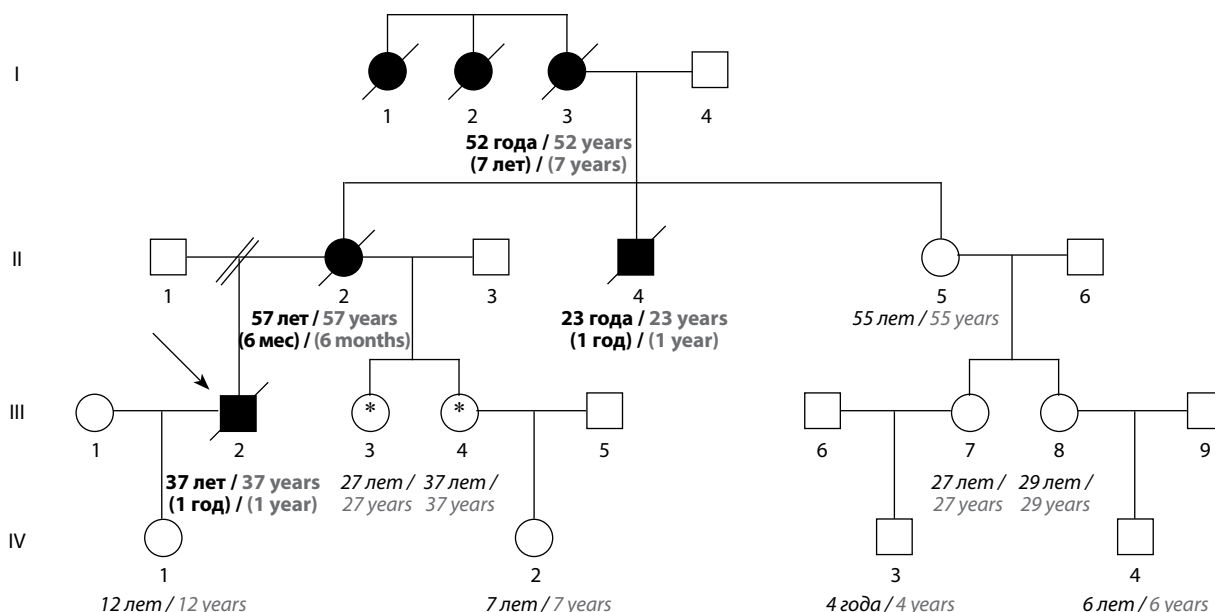 I
1 2 3 4
52 года / 52 years
(7 лет) / (7 years)
II
1 2 3 4 5 6
57 лет / 57 years
(6 мес) / (6 months)
23 года / 23 years
(1 год) / (1 year)
55 лет / 55 years
III
* *
1 2 3 4 5 6 7 8 9
37 лет / 37 years
(1 год) / (1 year)
27 лет /
27 years
37 лет /
37 years
27 лет /
27 years
29 лет /
29 years
IV
1 2 3 4
12 лет / 12 years
7 лет / 7 years
4 года / 4 years
6 лет / 6 years